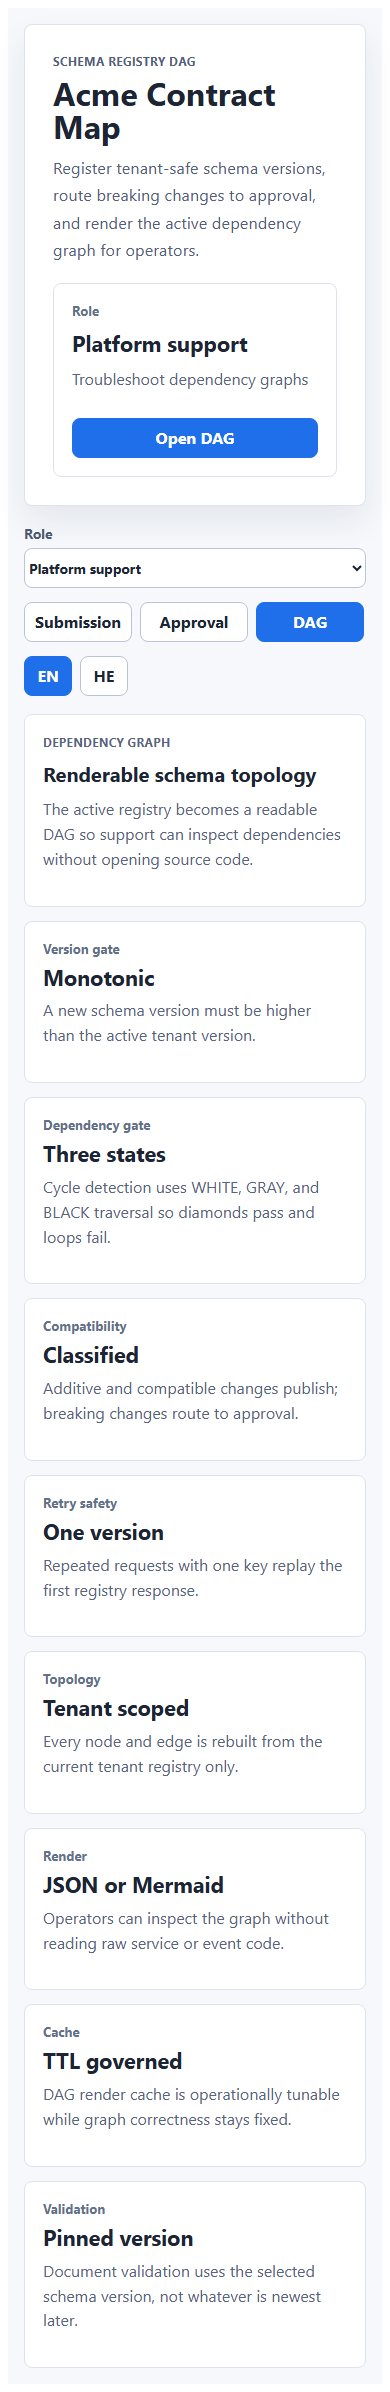 SCHEMA REGISTRY DAG
Acme Contract
Map
Register tenant-safe schema versions,
route breaking changes to approval,
and render the active dependency
graph for operators.
Role
Platform support
Troubleshoot dependency graphs
Open DAG
Role
Platform support
Submission Approval DAG
EN HE
DEPENDENCY GRAPH
Renderable schema topology
The active registry becomes a readable
DAG so support can inspect dependencies
without opening source code.
Version gate
Monotonic
A new schema version must be higher
than the active tenant version.
Dependency gate
Three states
Cycle detection uses WHITE, GRAY, and
BLACK traversal so diamonds pass and
loops fail.
Compatibility
Classified
Additive and compatible changes publish;
breaking changes route to approval.
Retry safety
One version
Repeated requests with one key replay the
first registry response.
Topology
Tenant scoped
Every node and edge is rebuilt from the
current tenant registry only.
Render
JSON or Mermaid
Operators can inspect the graph without
reading raw service or event code.
Cache
TTL governed
DAG render cache is operationally tunable
while graph correctness stays fixed.
Validation
Pinned version
Document validation uses the selected
schema version, not whatever is newest
later.